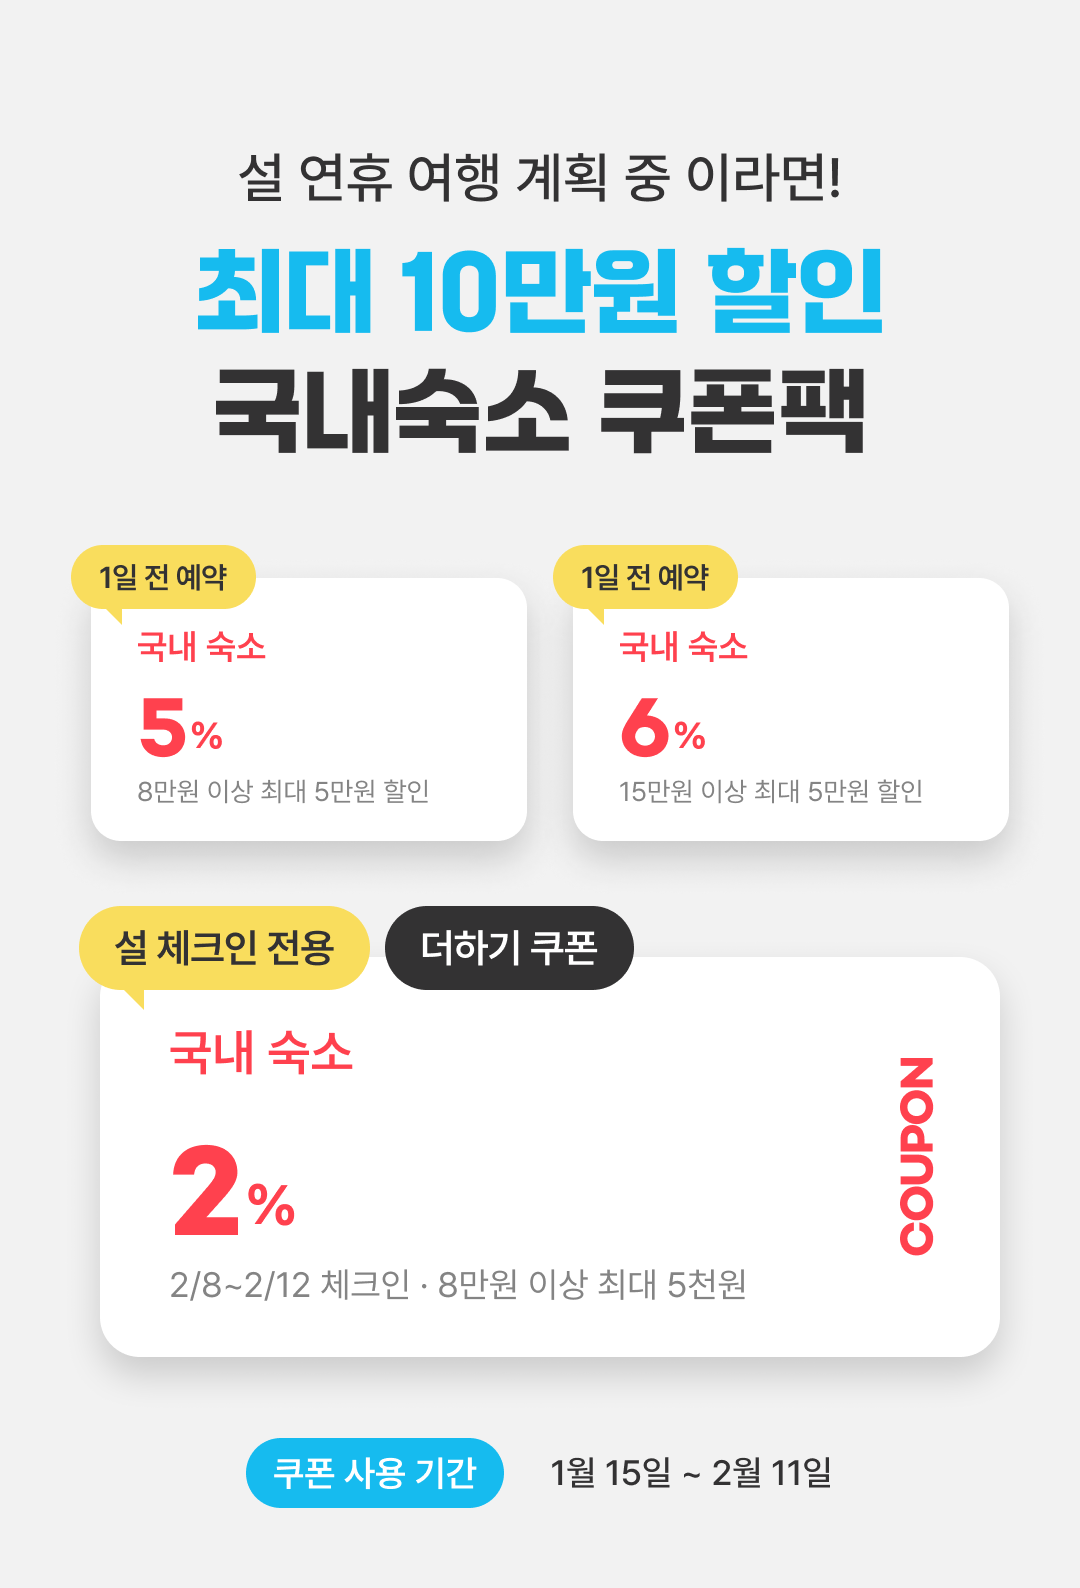 설 연휴 여행 계획 중 이라면!
최대 10만원 할인
국내숙소 쿠폰팩
1일 전 예약
국내 숙소
5%
8만원 이상 최대 5만원 할인
1일 전 예약
국내 숙소
6%
15만원 이상 최대 5만원 할인
설 체크인 전용
더하기 쿠폰
국내 숙소
2%
2/8~2/12 체크인 · 8만원 이상 최대 5천원
COUPON
쿠폰 사용 기간
1월 15일 ~ 2월 11일